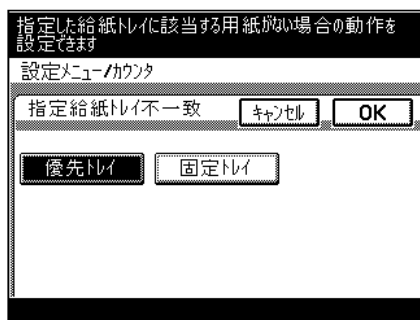 指定した給紙トレイに該当する用紙がない場合の動作を
設定できます
設定メニュー/カウンタ
指定給紙トレイ不一致 キャンセル OK
優先トレイ 固定トレイ